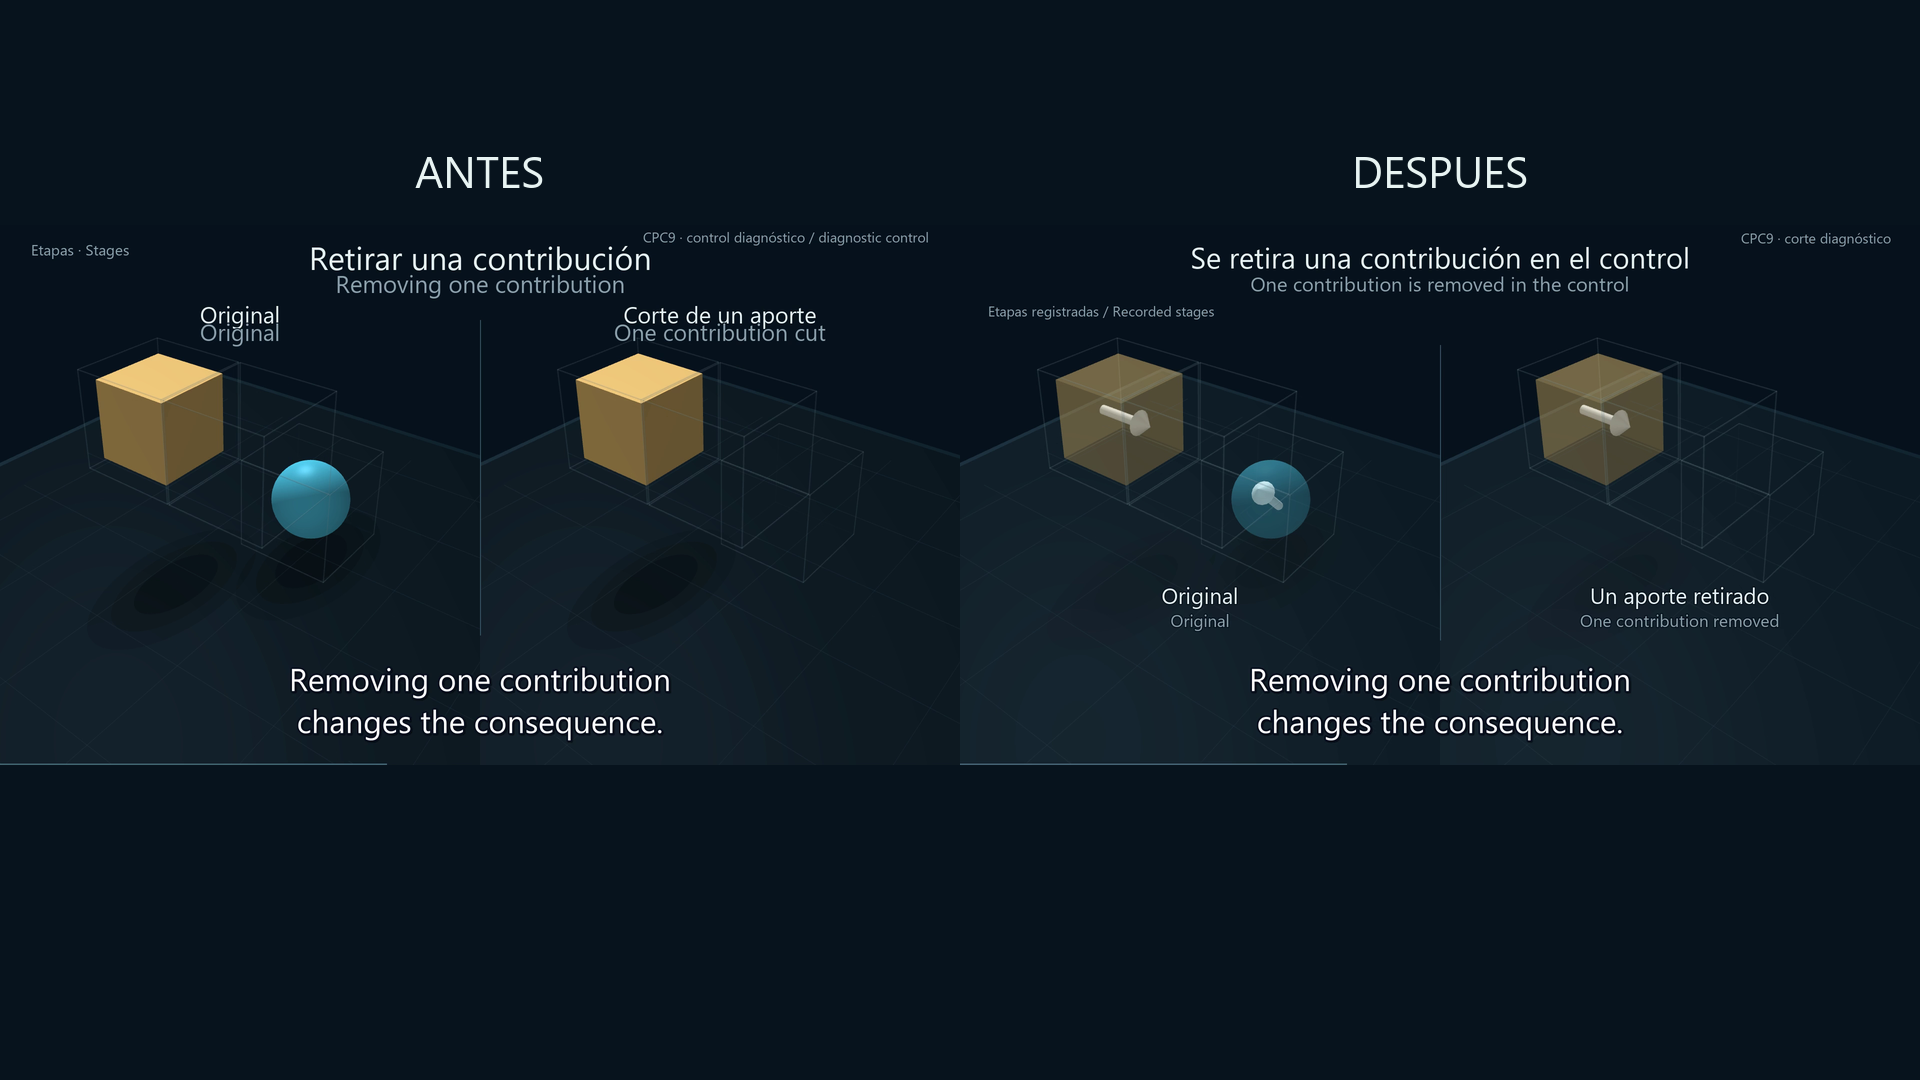 ANTES
Etapas · Stages
CPC9 · control diagnóstico / diagnostic control
Retirar una contribución
Removing one contribution
Original
Original
Corte de un aporte
One contribution cut
Removing one contribution
changes the consequence.
DESPUES
CPC9 · corte diagnóstico
Se retira una contribución en el control
One contribution is removed in the control
Etapas registradas / Recorded stages
Original
Original
Un aporte retirado
One contribution removed
Removing one contribution
changes the consequence.